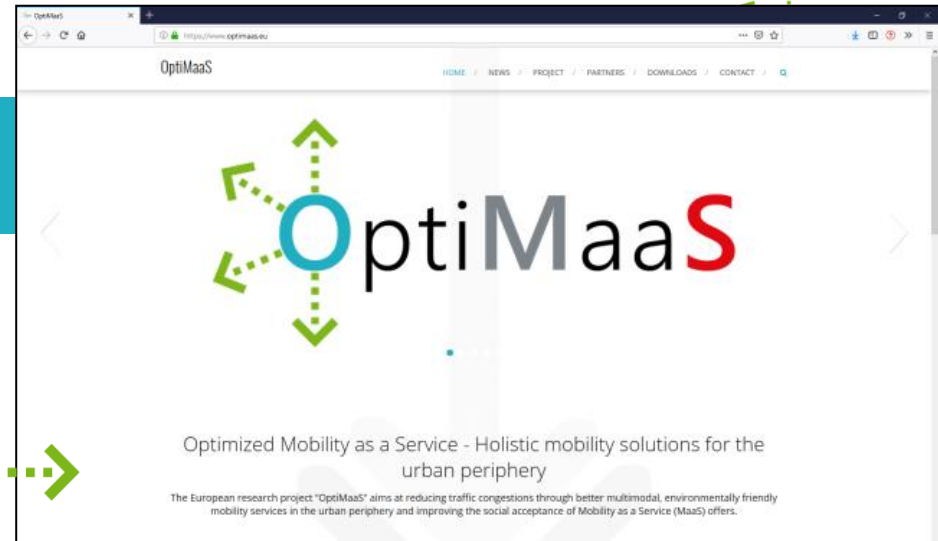 OptiMaaS
https://www.optimaas.eu
OptiMaaS
HOME / NEWS / PROJECT / PARTNERS / DOWNLOADS / CONTACT /
OptiMaaS
Optimized Mobility as a Service - Holistic mobility solutions for the
urban periphery
The European research project "OptiMaaS" aims at reducing traffic congestions through better multimodal, environmentally friendly
mobility services in the urban periphery and improving the social acceptance of Mobility as a Service (MaaS) offers.